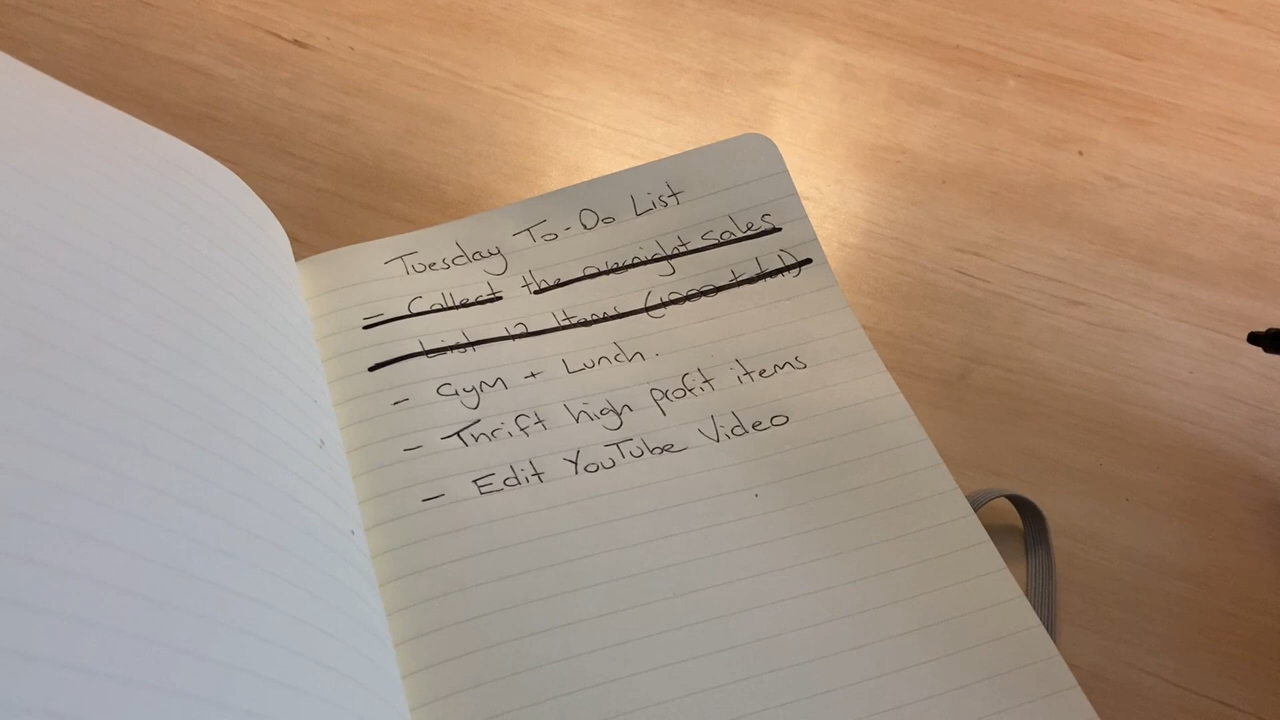 Tuesday To-Do List
- Collect the overnight sales
- List 12 Items (1000 total)
- Gym + Lunch.
- Thrift high profit items
- Edit YouTube Video